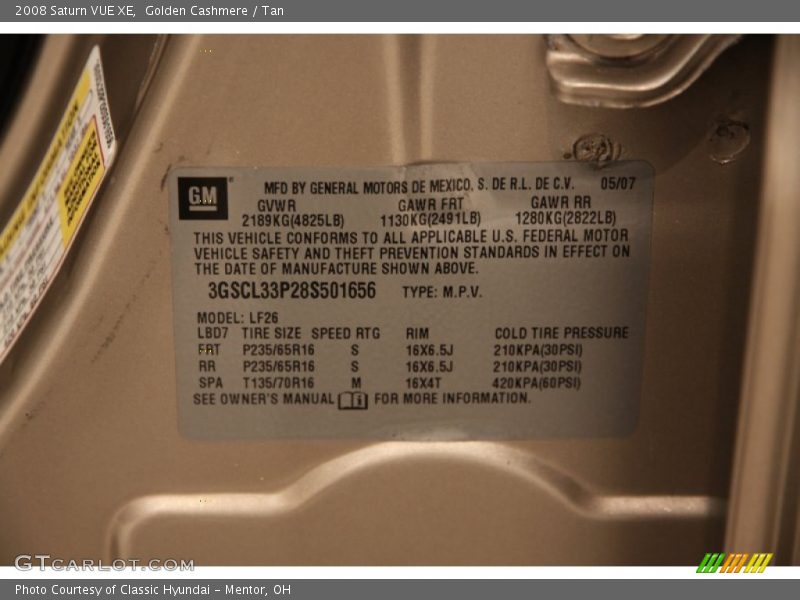 2008 Saturn VUE XE,  Golden Cashmere / Tan
GM
MFD BY GENERAL MOTORS DE MEXICO, S. DE R.L. DE C.V. 05/07
GVWR GAWR FRT GAWR RR
2189KG(4825LB) 1130KG(2491LB) 1280KG(2822LB)
THIS VEHICLE CONFORMS TO ALL APPLICABLE U.S. FEDERAL MOTOR
VEHICLE SAFETY AND THEFT PREVENTION STANDARDS IN EFFECT ON
THE DATE OF MANUFACTURE SHOWN ABOVE.
3GSCL33P28S501656 TYPE: M.P.V.
MODEL: LF26
LBD7 TIRE SIZE SPEED RTG RIM COLD TIRE PRESSURE
FRT P235/65R16 S 16X6.5J 210KPA(30PSI)
RR P235/65R16 S 16X6.5J 210KPA(30PSI)
SPA T135/70R16 M 16X4T 420KPA(60PSI)
SEE OWNER'S MANUAL FOR MORE INFORMATION.
GTCARLOT.COM
Photo Courtesy of Classic Hyundai - Mentor, OH